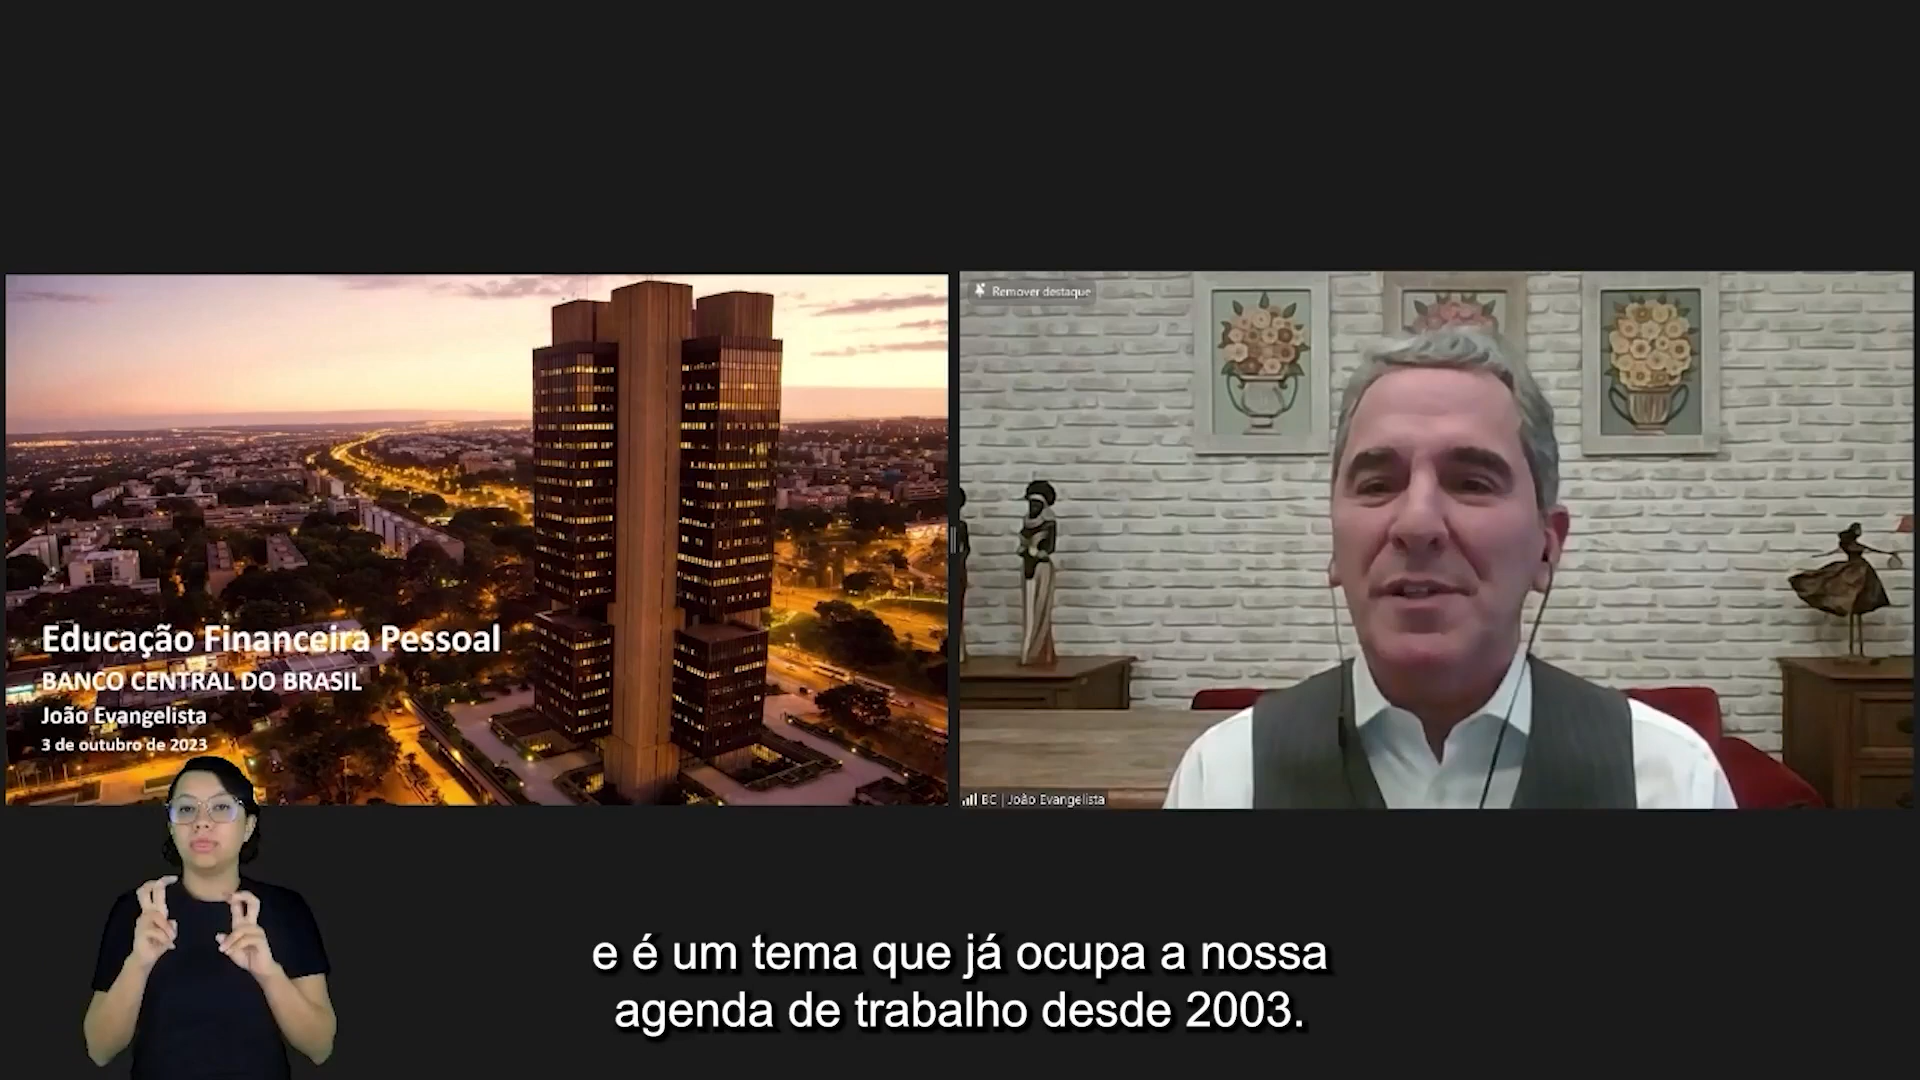 Remover destaque
Educação Financeira Pessoal
BANCO CENTRAL DO BRASIL
João Evangelista
3 de outubro de 2023
BC | João Evangelista
e é um tema que já ocupa a nossa
agenda de trabalho desde 2003.